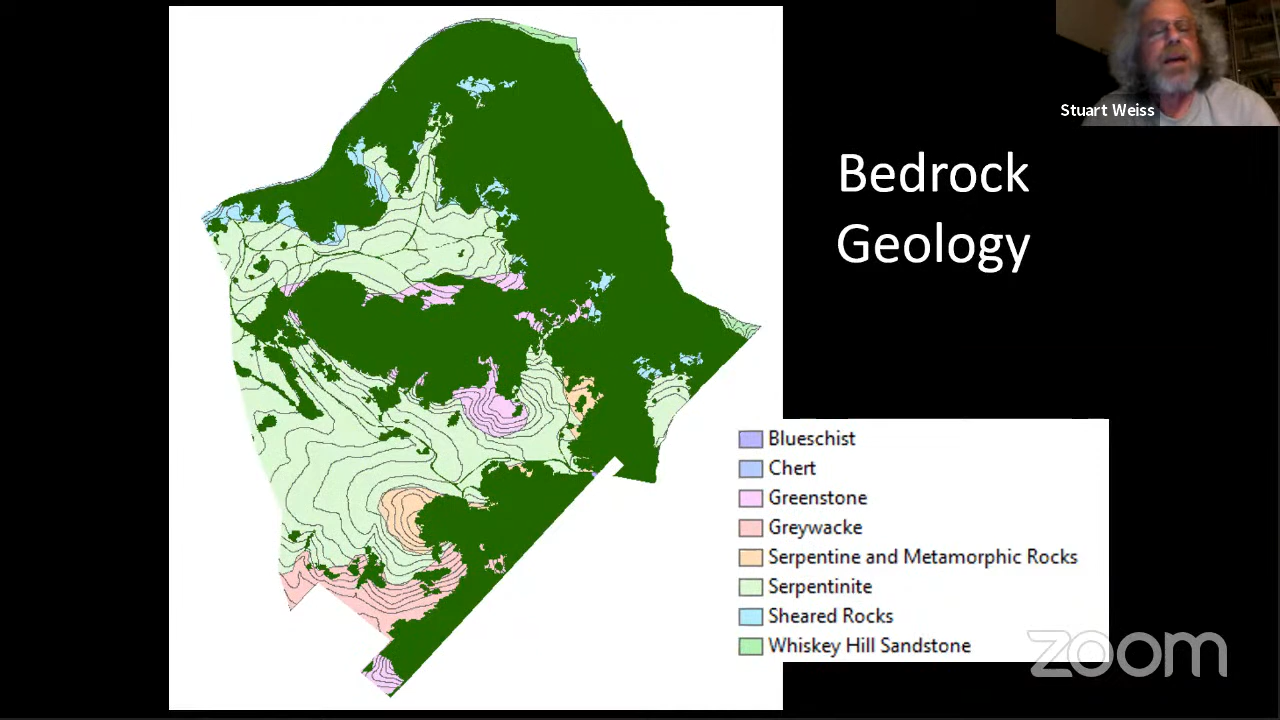 Stuart Weiss
Bedrock
Geology
Blueschist
Chert
Greenstone
Greywacke
Serpentine and Metamorphic Rocks
Serpentinite
Sheared Rocks
Whiskey Hill Sandstone
zoom